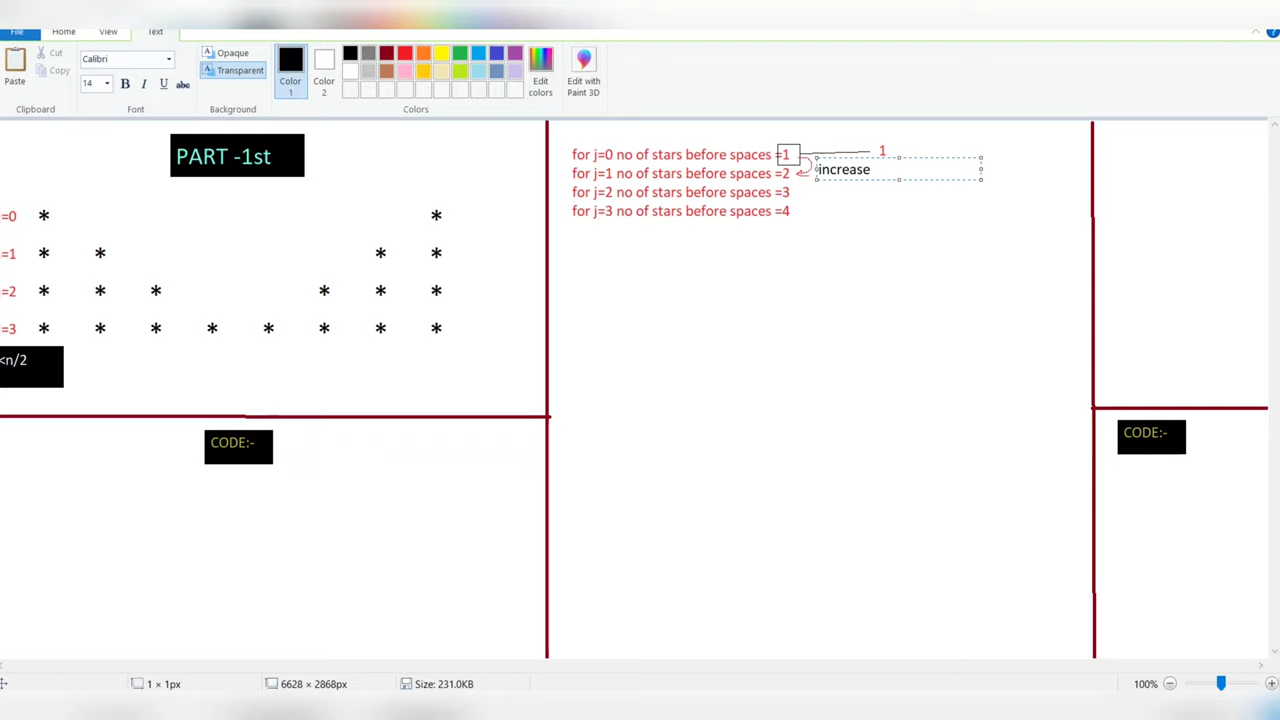 File Home View Text
Paste
Cut
Copy
Clipboard
Calibri
14
B I U abc
Font
A Opaque
A Transparent
Background
Color 1
Color 2
Edit colors
Colors
Edit with Paint 3D
PART -1st
=0 * *
=1 * * * *
=2 * * * * * *
=3 * * * * * * * *
<n/2
CODE:-
for j=0 no of stars before spaces =1 1
for j=1 no of stars before spaces =2 increase
for j=2 no of stars before spaces =3
for j=3 no of stars before spaces =4
CODE:-
1 × 1px
6628 × 2868px
Size: 231.0KB
100%